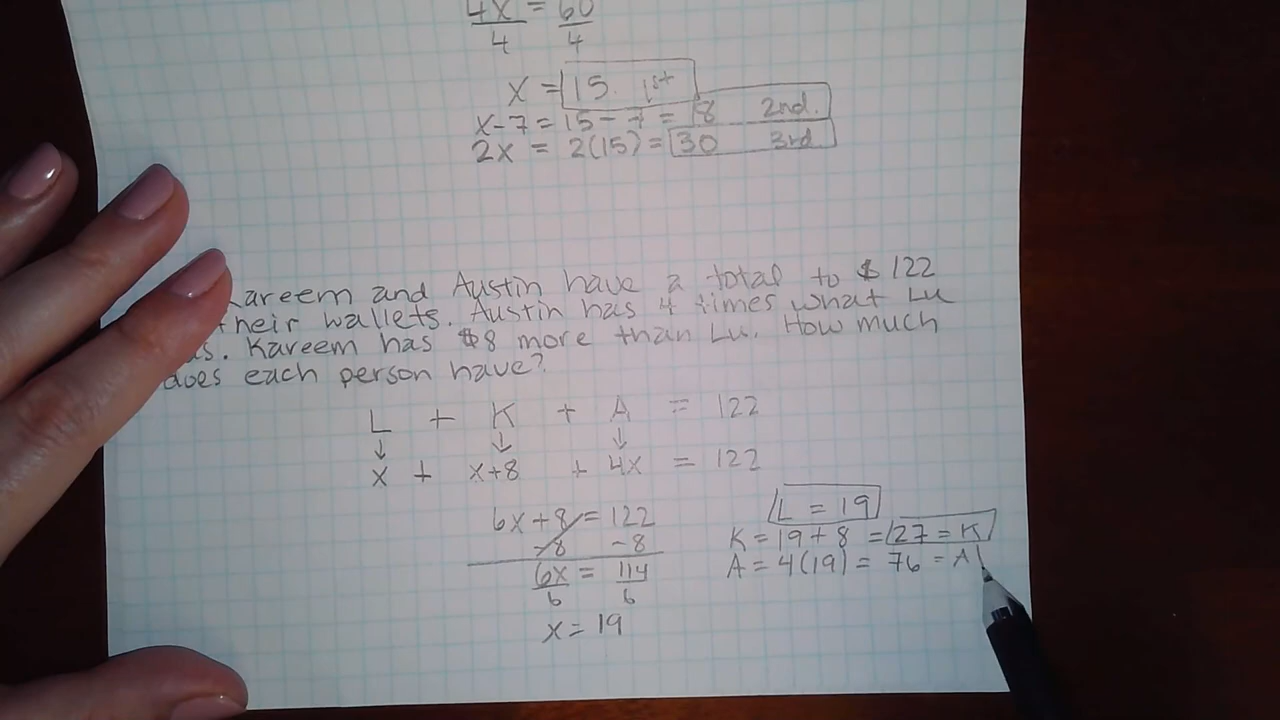 4x = 60
4 4
x = 15. 1st
x-7 = 15-7 = 8 2nd.
2x = 2(15) = 30 3rd
Kareem and Austin have a total to $122
their wallets. Austin has 4 times what Lu
Kareem has $8 more than Lu. How much
does each person have?
L + K + A = 122
↓ ↓ ↓
x + x+8 + 4x = 122
6x+8 = 122
-8 -8
6x = 114
6 6
x = 19
L = 19
K = 19+8 = 27 = K
A = 4(19) = 76 = A